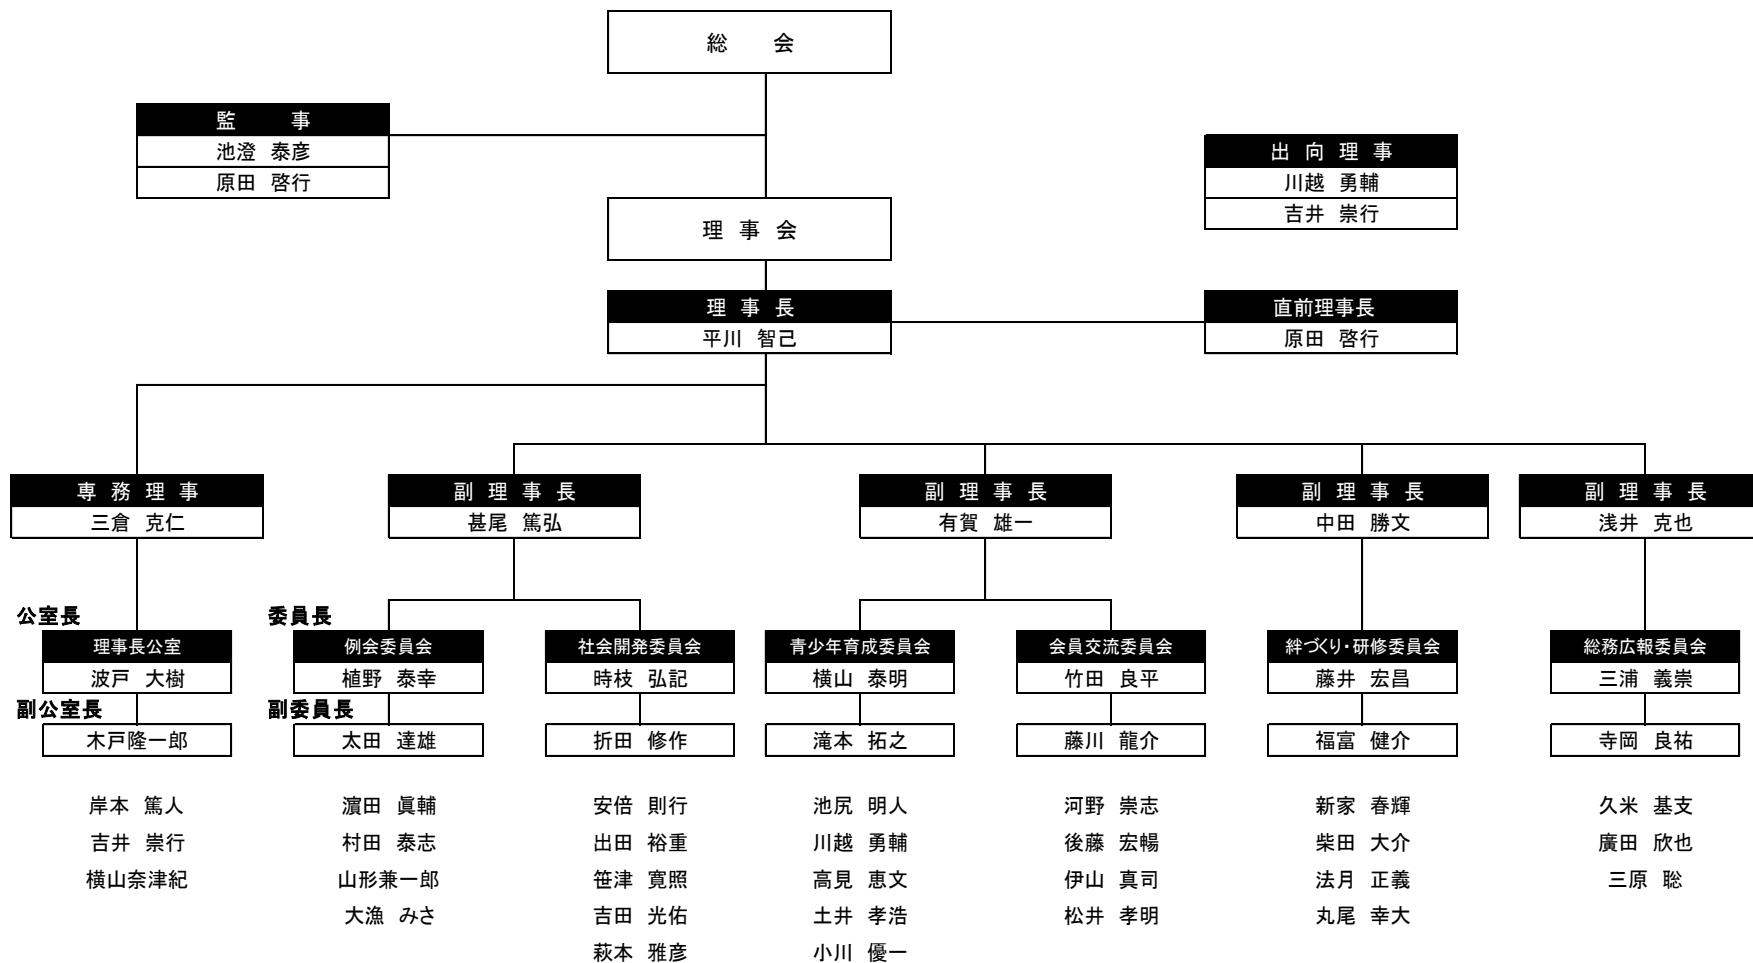 総　会
監　事
池澄 泰彦
原田 啓行
出 向 理 事
川越 勇輔
吉井 崇行
理 事 会
理 事 長
平川 智己
直前理事長
原田 啓行
専 務 理 事
三倉 克仁
副 理 事 長
甚尾 篤弘
副 理 事 長
有賀 雄一
副 理 事 長
中田 勝文
副 理 事 長
浅井 克也
公室長
理事長公室
波戸 大樹
副公室長
木戸隆一郎
岸本 篤人
吉井 崇行
横山奈津紀
委員長
例会委員会
植野 泰幸
副委員長
太田 達雄
濵田 眞輔
村田 泰志
山形兼一郎
大漁 みさ
社会開発委員会
時枝 弘記
折田 修作
安倍 則行
出田 裕重
笹津 寛照
吉田 光佑
萩本 雅彦
青少年育成委員会
横山 泰明
滝本 拓之
池尻 明人
川越 勇輔
高見 恵文
土井 孝浩
小川 優一
会員交流委員会
竹田 良平
藤川 龍介
河野 崇志
後藤 宏暢
伊山 真司
松井 孝明
絆づくり・研修委員会
藤井 宏昌
福富 健介
新家 春輝
柴田 大介
法月 正義
丸尾 幸大
総務広報委員会
三浦 義崇
寺岡 良祐
久米 基支
廣田 欣也
三原 聡